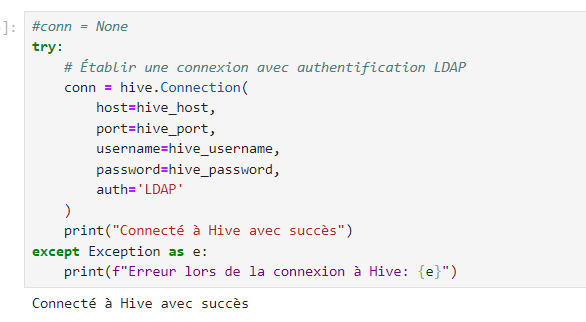 ]:
#conn = None
try:
    # Établir une connexion avec authentification LDAP
    conn = hive.Connection(
        host=hive_host,
        port=hive_port,
        username=hive_username,
        password=hive_password,
        auth='LDAP'
    )
    print("Connecté à Hive avec succès")
except Exception as e:
    print(f"Erreur lors de la connexion à Hive: {e}")
Connecté à Hive avec succès